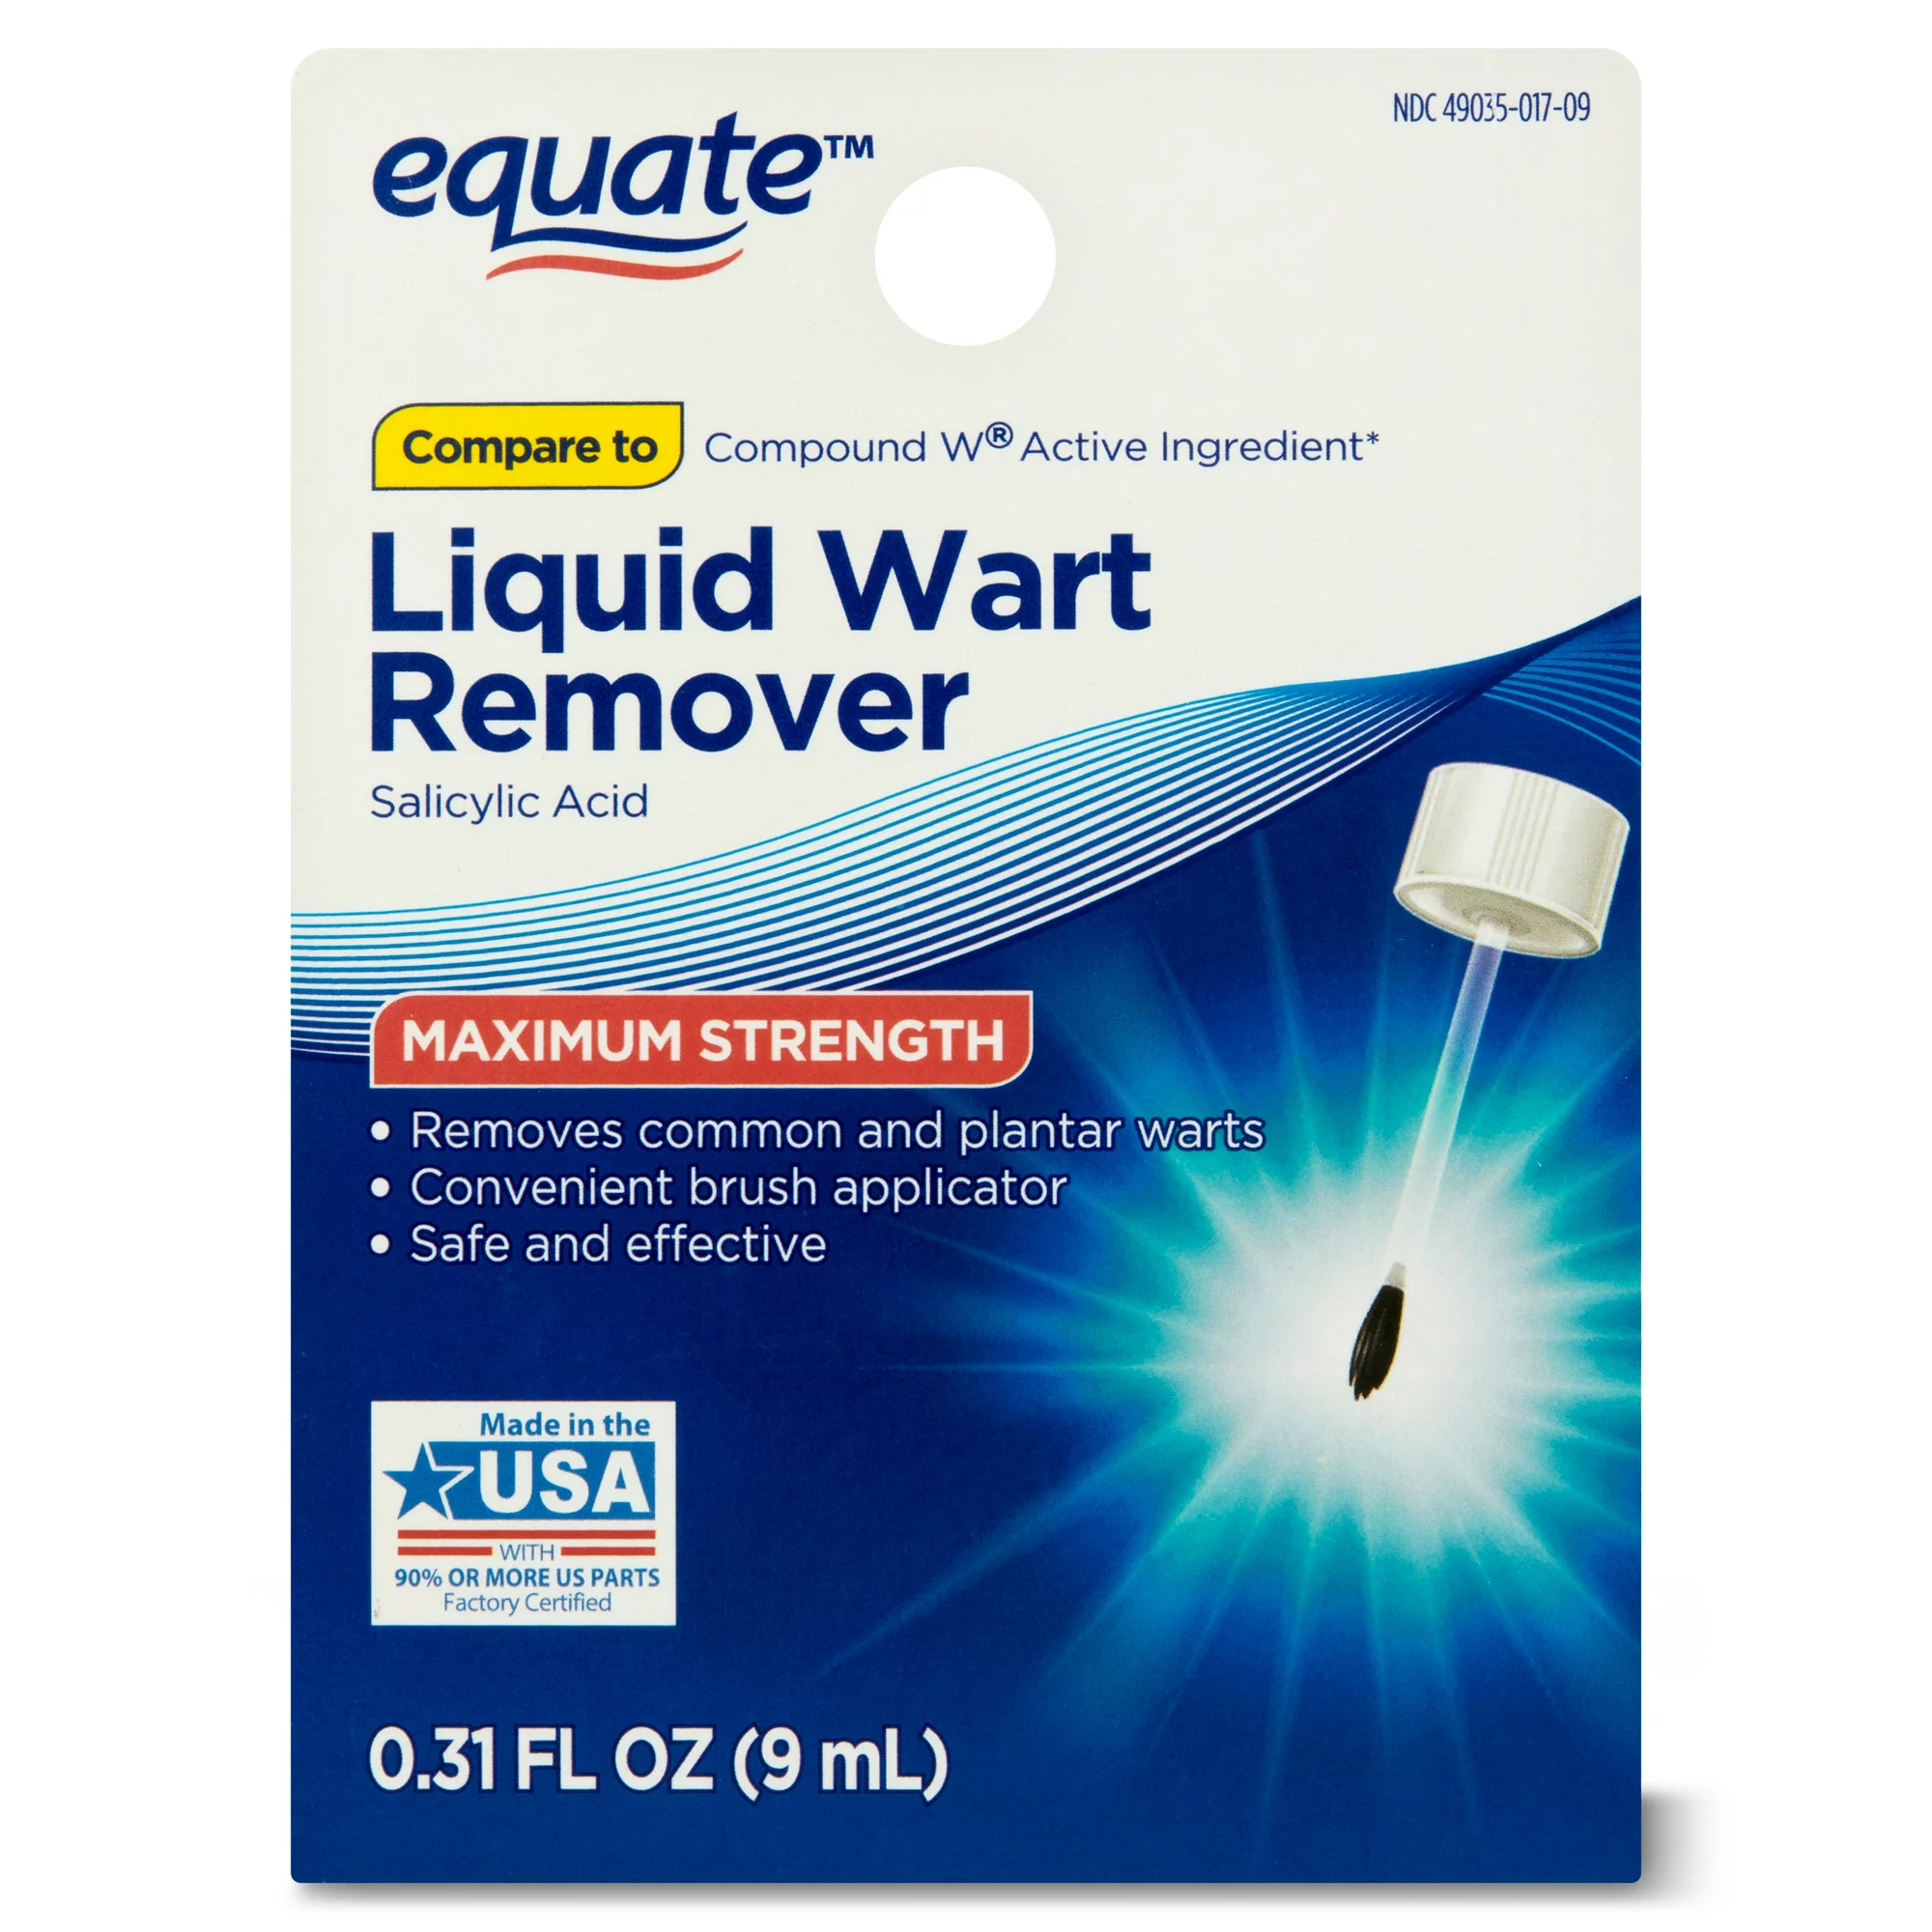 NDC 49035-017-09
equate™
Compare to Compound W® Active Ingredient*
Liquid Wart
Remover
Salicylic Acid
MAXIMUM STRENGTH
• Removes common and plantar warts
• Convenient brush applicator
• Safe and effective
Made in the
USA
WITH
90% OR MORE US PARTS
Factory Certified
0.31 FL OZ (9 mL)